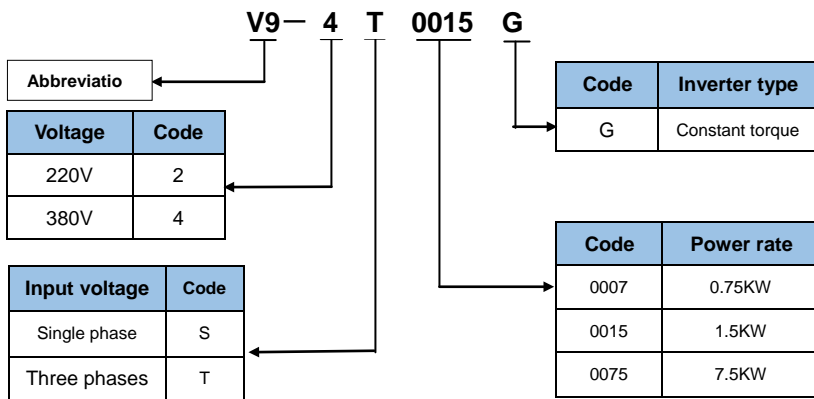 V9— 4 T 0015 G
Abbreviatio
Voltage Code
220V 2
380V 4
Input voltage Code
Single phase S
Three phases T
Code Inverter type
G Constant torque
Code Power rate
0007 0.75KW
0015 1.5KW
0075 7.5KW